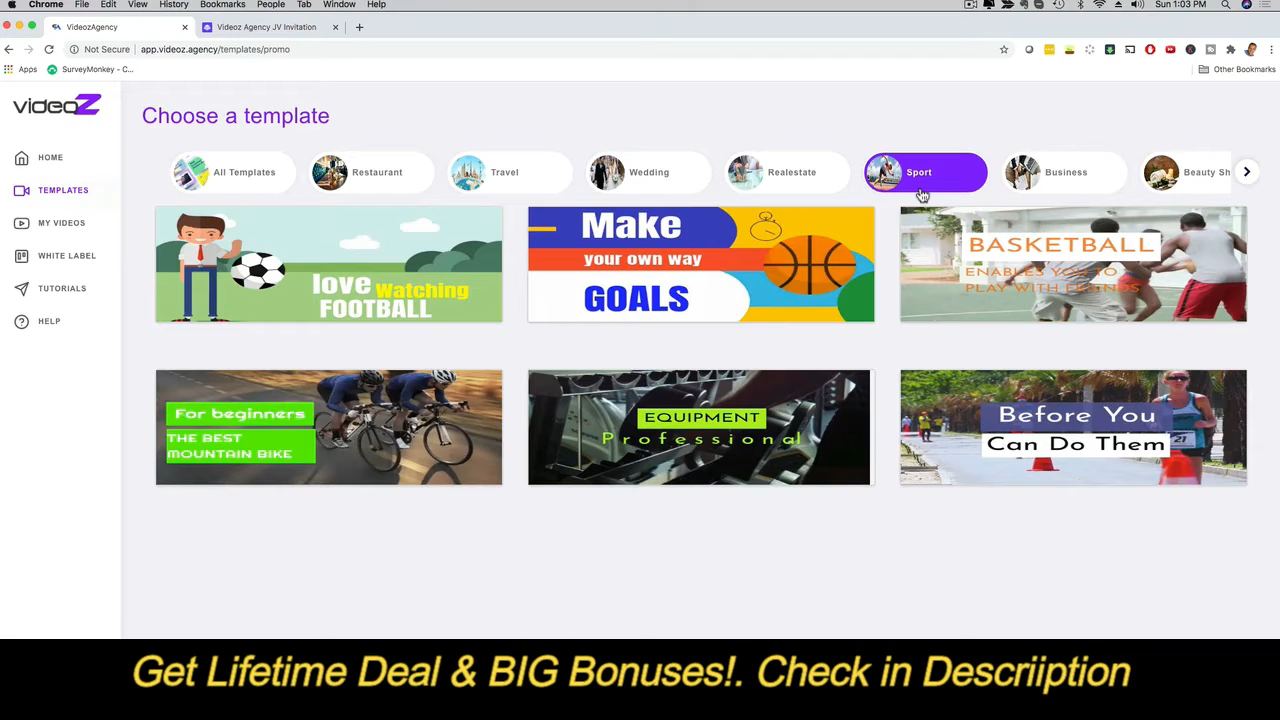 Chrome File Edit View History Bookmarks People Tab Window Help
Sun 1:03 PM
VideozAgency
Videoz Agency JV Invitation
Not Secure app.videoz.agency/templates/promo
Apps SurveyMonkey - C...
Other Bookmarks
videoZ
Choose a template
All Templates
Restaurant
Travel
Wedding
Realestate
Sport
Business
Beauty Sh
HOME
TEMPLATES
MY VIDEOS
WHITE LABEL
TUTORIALS
HELP
love Watching
FOOTBALL
Make
your own way
GOALS
BASKETBALL
ENABLES YOU TO
PLAY WITH FRIENDS
For beginners
THE BEST
MOUNTAIN BIKE
EQUIPMENT
Professional
Before You
Can Do Them
21
Get Lifetime Deal & BIG Bonuses!. Check in Descriiption